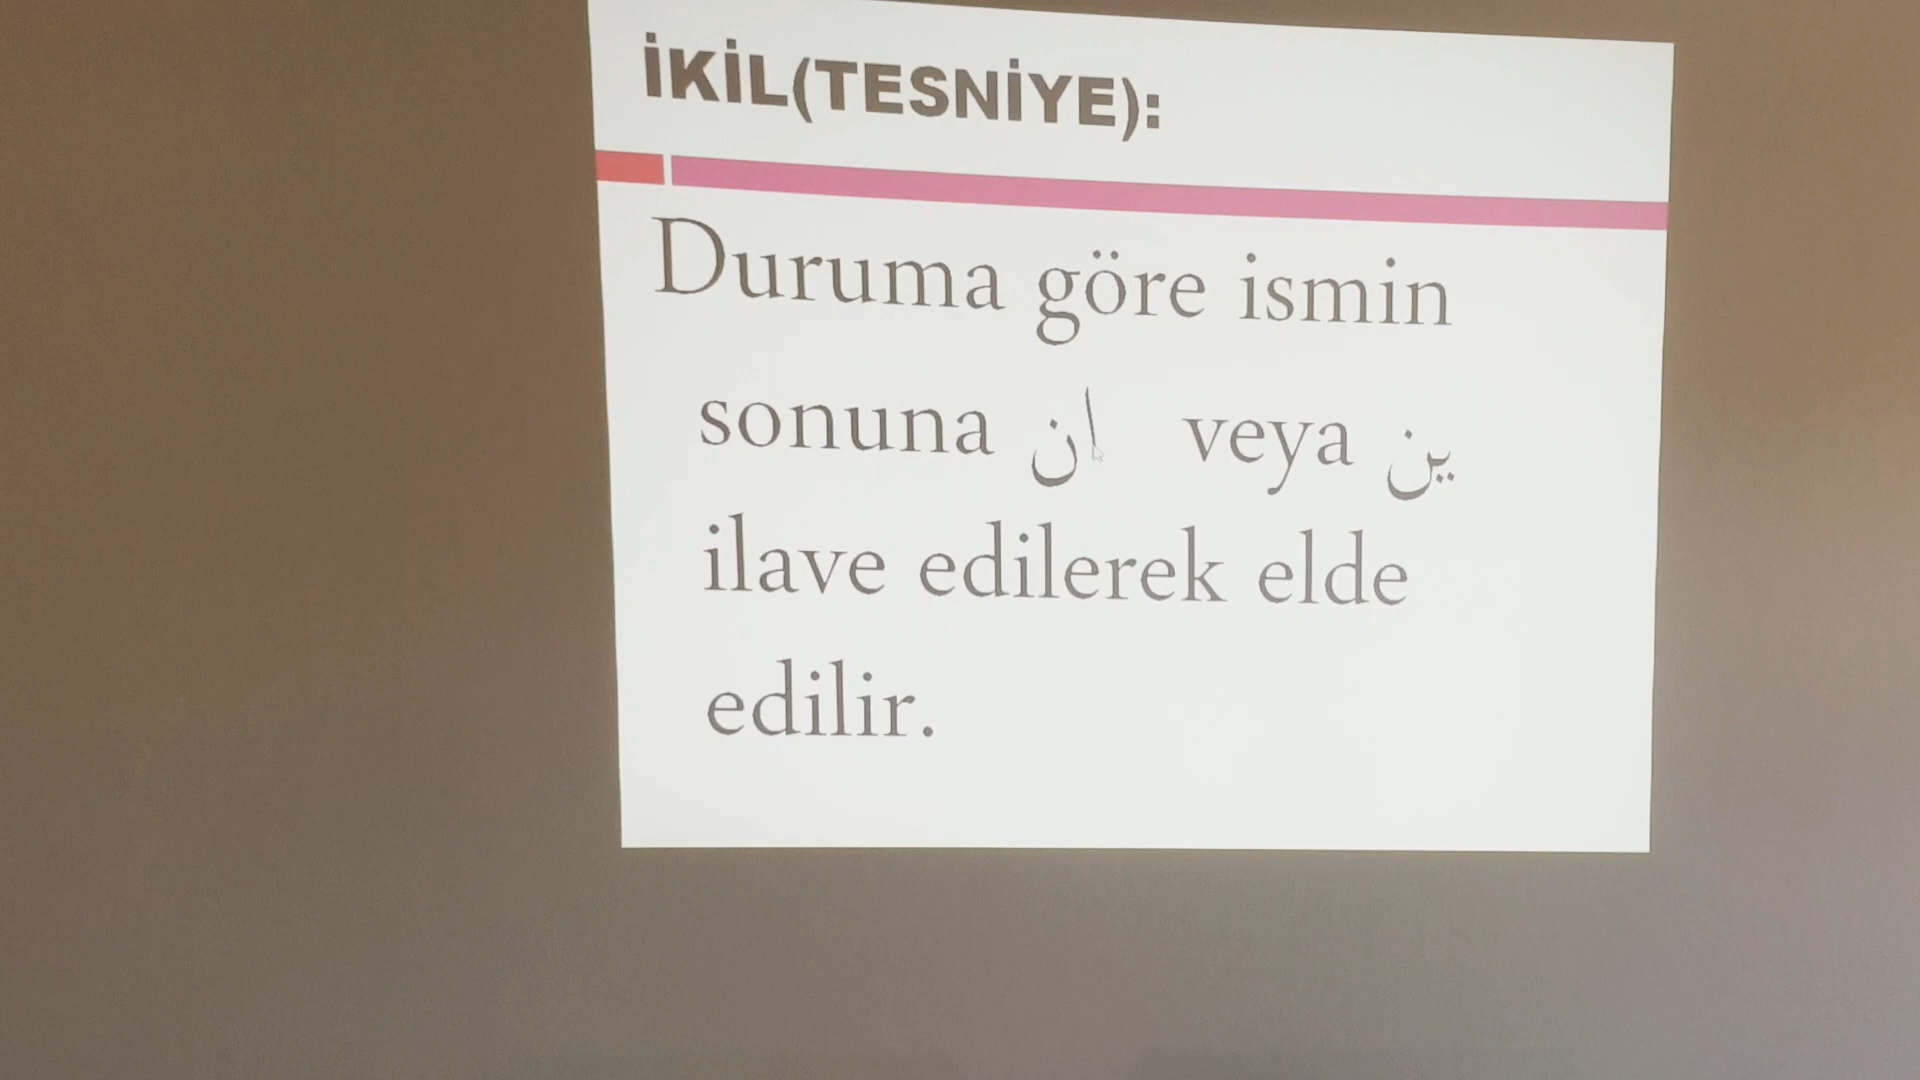 İKİL(TESNİYE):
Duruma göre ismin
sonuna ان veya ين
ilave edilerek elde
edilir.